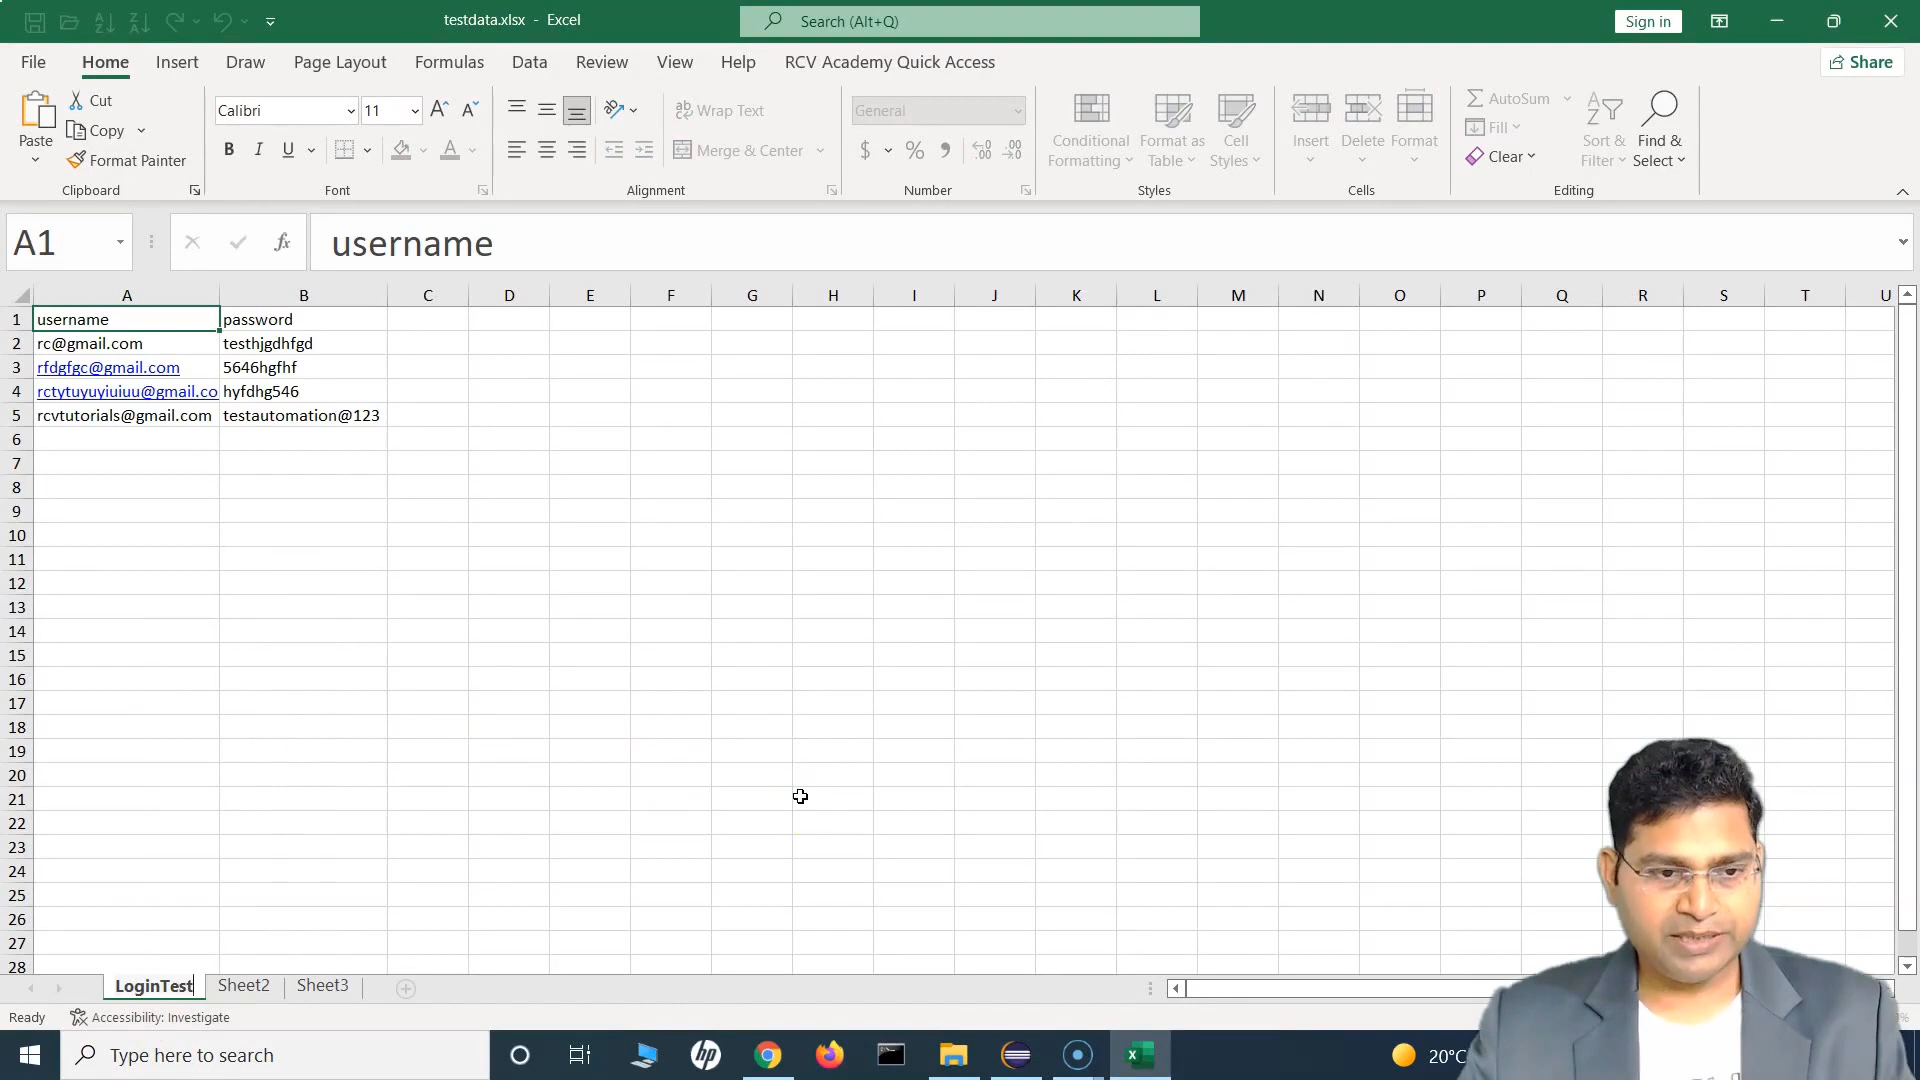 testdata.xlsx - Excel
Search (Alt+Q)
Sign in
File Home Insert Draw Page Layout Formulas Data Review View Help RCV Academy Quick Access
Share
Paste
Cut
Copy
Format Painter
Clipboard
Calibri 11
B I U
Font
Wrap Text
Merge & Center
Alignment
General
$ %
Number
Conditional Formatting
Format as Table
Cell Styles
Styles
Insert Delete Format
Cells
AutoSum
Fill
Clear
Sort & Filter
Find & Select
Editing
A1
fx
username
A B C D E F G H I J K L M N O P Q R S T U
1 username password
2 rc@gmail.com testhjgdhfgd
3 rfdgfgc@gmail.com 5646hgfhf
4 rctytuyuyiuiuu@gmail.co hyfdhg546
5 rcvtutorials@gmail.com testautomation@123
6
7
8
9
10
11
12
13
14
15
16
17
18
19
20
21
22
23
24
25
26
27
28
LoginTest Sheet2 Sheet3
Ready Accessibility: Investigate
Type here to search
hp
20°C